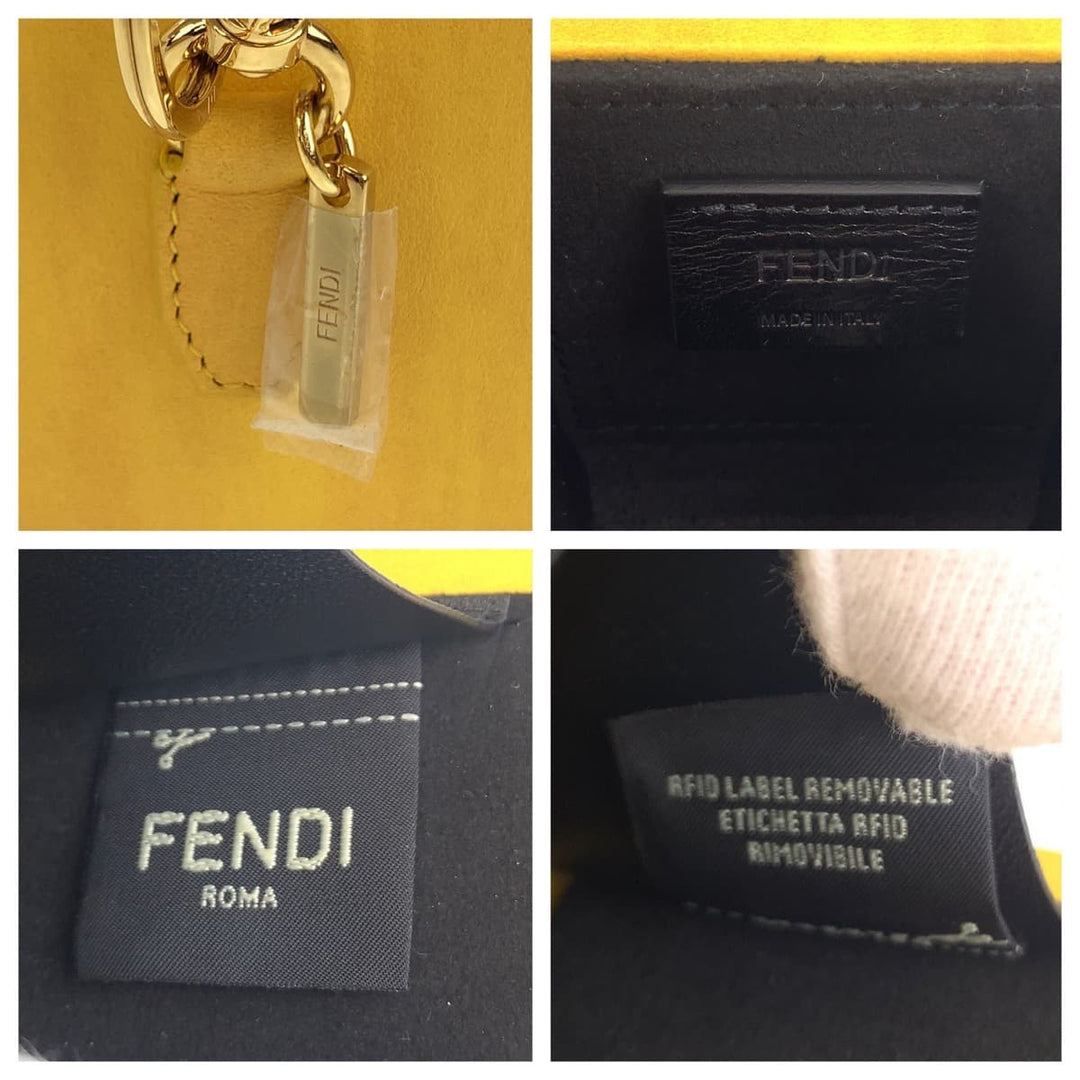 FENDI
FENDI
MADE IN ITALY
FENDI
ROMA
RFID LABEL REMOVABLE
ETICHETTA RFID
RIMOVIBILE